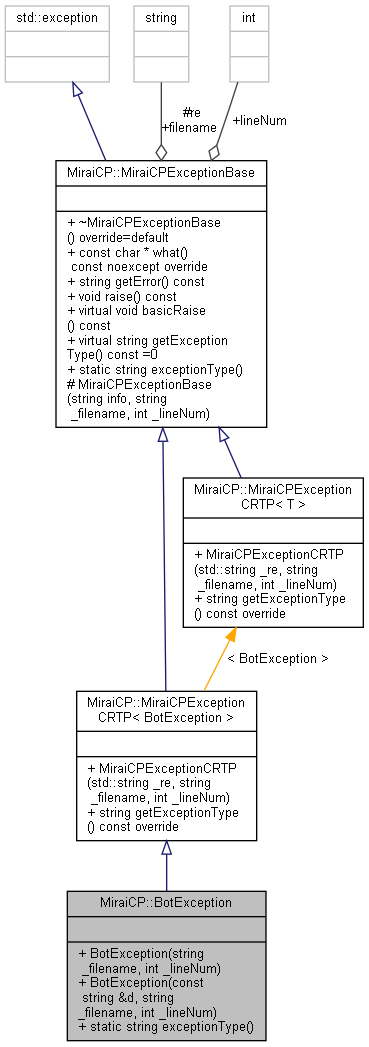 std::exception
string
int
#re
+filename
+lineNum
MiraiCP::MiraiCPExceptionBase
+ ~MiraiCPExceptionBase
() override=default
+ const char * what()
const noexcept override
+ string getError() const
+ void raise() const
+ virtual void basicRaise
() const
+ virtual string getException
Type() const =0
+ static string exceptionType()
# MiraiCPExceptionBase
(string info, string
_filename, int _lineNum)
MiraiCP::MiraiCPException
CRTP< T >
+ MiraiCPExceptionCRTP
(std::string _re, string
_filename, int _lineNum)
+ string getExceptionType
() const override
< BotException >
MiraiCP::MiraiCPException
CRTP< BotException >
+ MiraiCPExceptionCRTP
(std::string _re, string
_filename, int _lineNum)
+ string getExceptionType
() const override
MiraiCP::BotException
+ BotException(string
_filename, int _lineNum)
+ BotException(const
string &d, string
_filename, int _lineNum)
+ static string exceptionType()